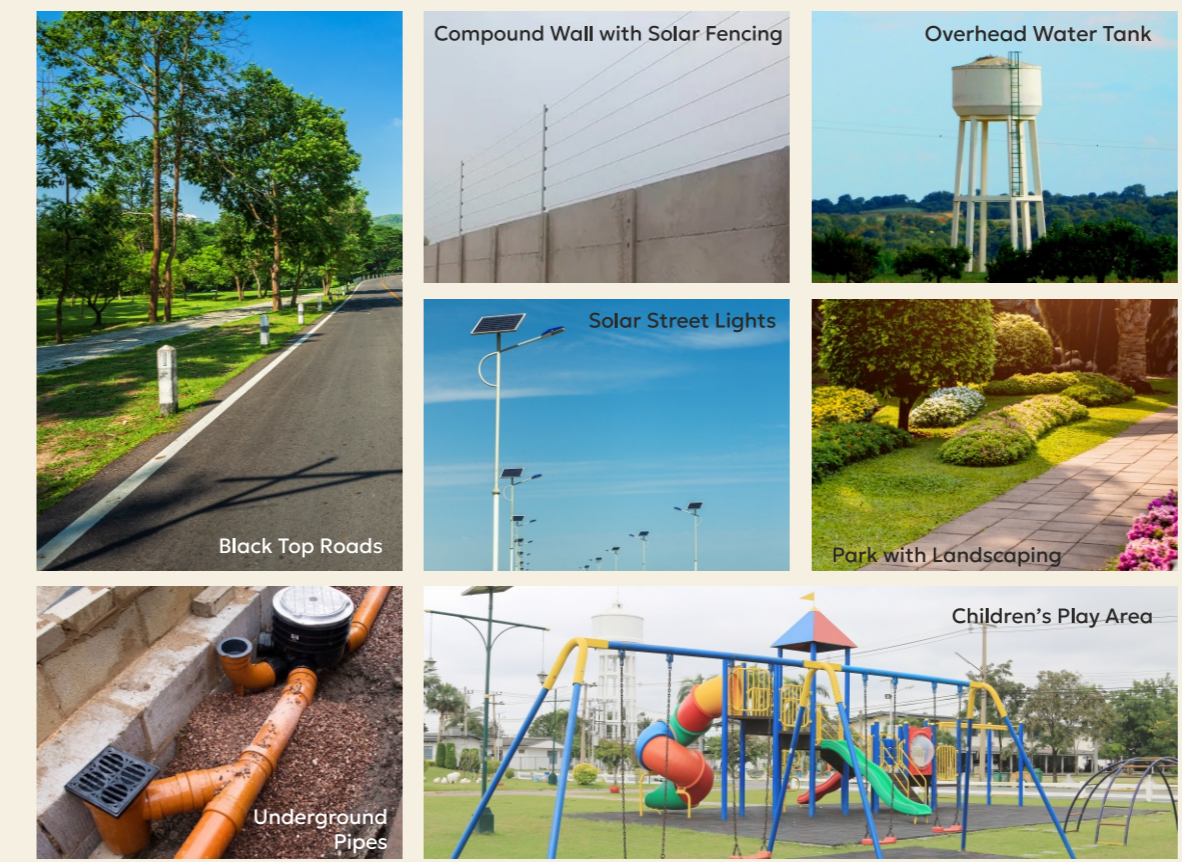 Compound Wall with Solar Fencing
Overhead Water Tank
Solar Street Lights
Black Top Roads
Park with Landscaping
Children’s Play Area
Underground
Pipes